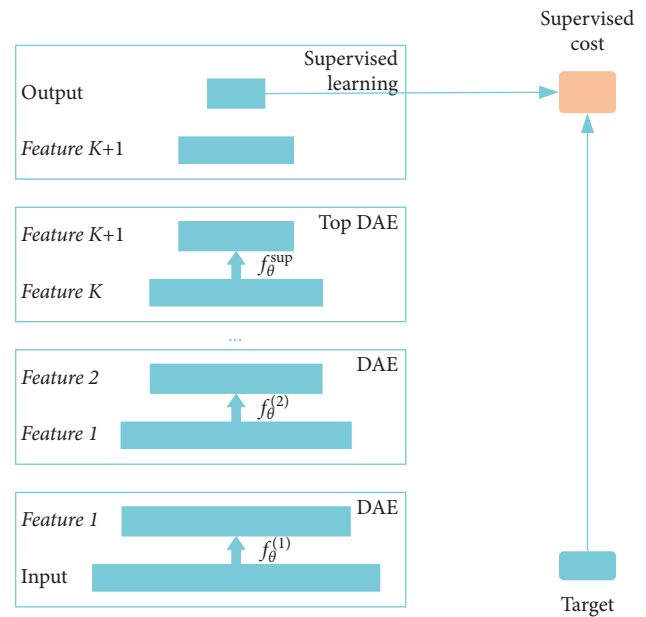 Supervised
cost
Supervised
learning
Output
Feature K+1
Top DAE
Feature K+1
f_θ^sup
Feature K
...
DAE
Feature 2
f_θ^(2)
Feature 1
DAE
Feature 1
f_θ^(1)
Input
Target